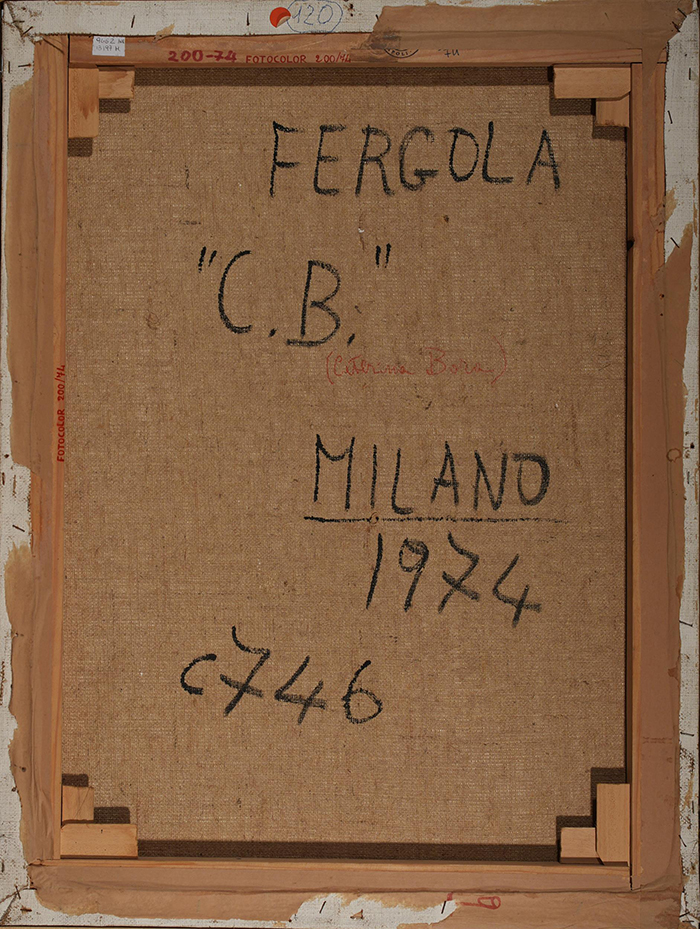 120
200-74 FOTOCOLOR 200/74
FERGOLA
"C.B."
FOTOCOLOR 200/74
MILANO
1974
C746